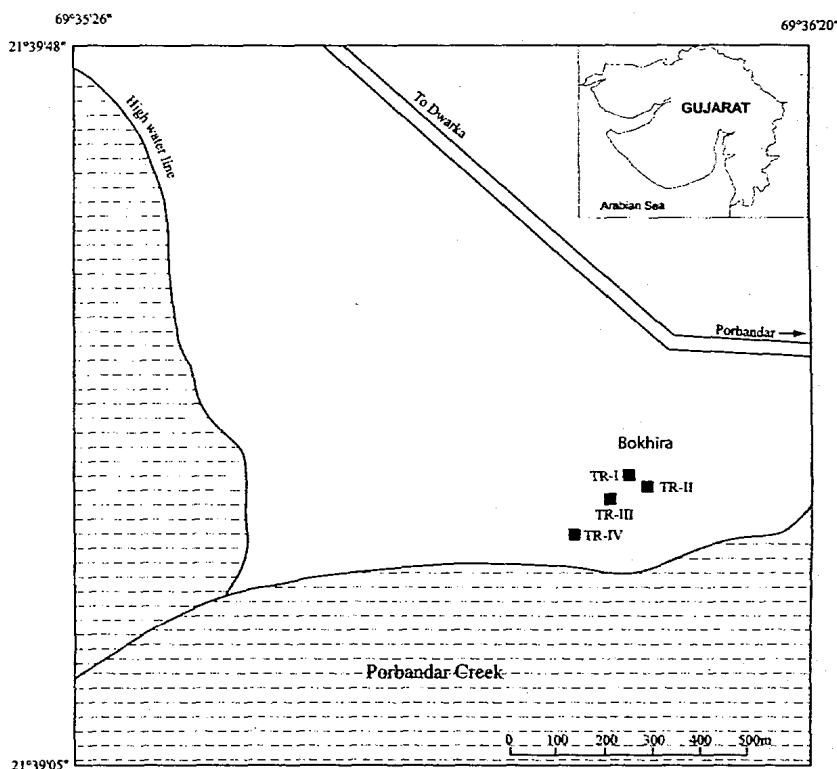 69°35'26"
69°36'20"
21°39'48"
High water line
To Dwarka
GUJARAT
Arabian Sea
Porbandar
Bokhira
TR-I
TR-II
TR-III
TR-IV
Porbandar Creek
0 100 200 300 400 500m
21°39'05"